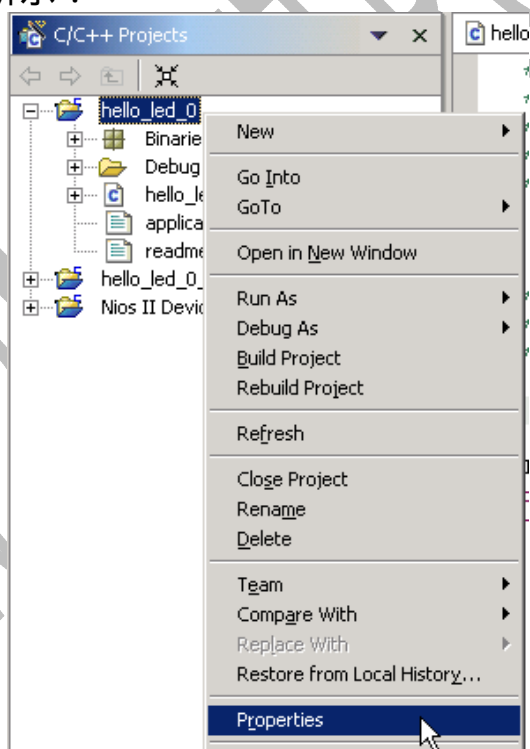 C/C++ Projects
hello
hello_led_0
Binarie
Debug
hello_le
applica
readme
hello_led_0_
Nios II Devic
New
Go Into
GoTo
Open in New Window
Run As
Debug As
Build Project
Rebuild Project
Refresh
Close Project
Rename
Delete
Team
Compare With
Replace With
Restore from Local History...
Properties